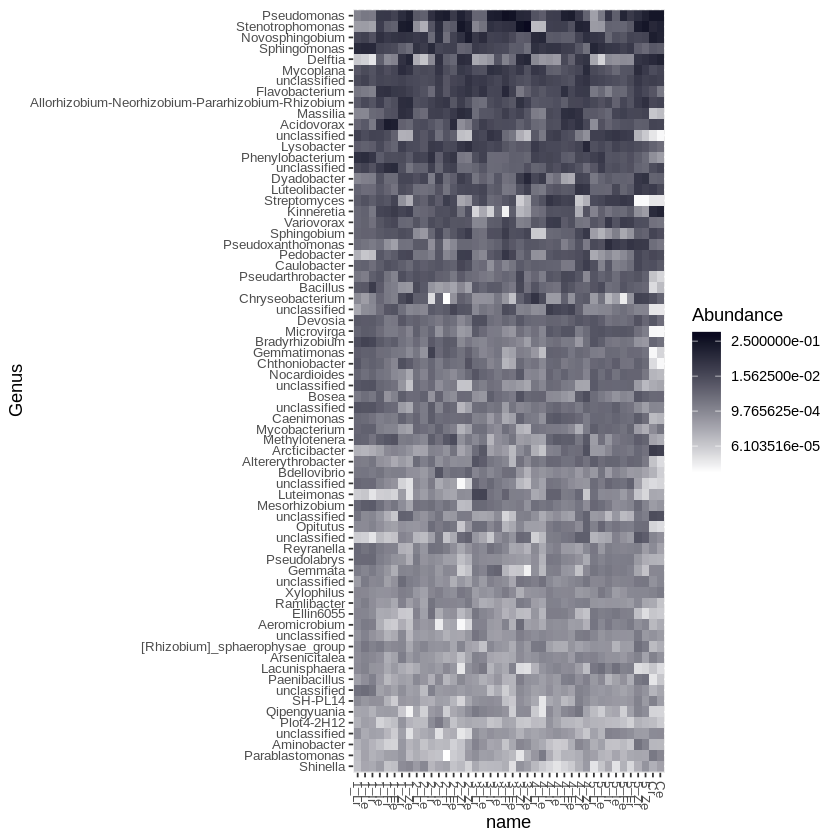 Pseudomonas
Stenotrophomonas
Novosphingobium
Sphingomonas
Delftia
Mycoplana
unclassified
Flavobacterium
Allorhizobium-Neorhizobium-Pararhizobium-Rhizobium
Massilia
Acidovorax
unclassified
Lysobacter
Phenylobacterium
unclassified
Dyadobacter
Luteolibacter
Streptomyces
Kinneretia
Variovorax
Sphingobium
Pseudoxanthomonas
Pedobacter
Caulobacter
Pseudarthrobacter
Bacillus
Chryseobacterium
unclassified
Devosia
Microvirga
Bradyrhizobium
Gemmatimonas
Chthoniobacter
Nocardioides
unclassified
Bosea
unclassified
Caenimonas
Mycobacterium
Methylotenera
Arcticibacter
Altererythrobacter
Bdellovibrio
unclassified
Luteimonas
Mesorhizobium
unclassified
Opitutus
unclassified
Reyranella
Pseudolabrys
Gemmata
unclassified
Xylophilus
Ramlibacter
Ellin6055
Aeromicrobium
unclassified
[Rhizobium]_sphaerophysae_group
Arsenicitalea
Lacunisphaera
Paenibacillus
unclassified
SH-PL14
Qipengyuania
Plot4-2H12
unclassified
Aminobacter
Parablastomonas
Shinella
Genus
name
Abundance
2.500000e-01
1.562500e-02
9.765625e-04
6.103516e-05